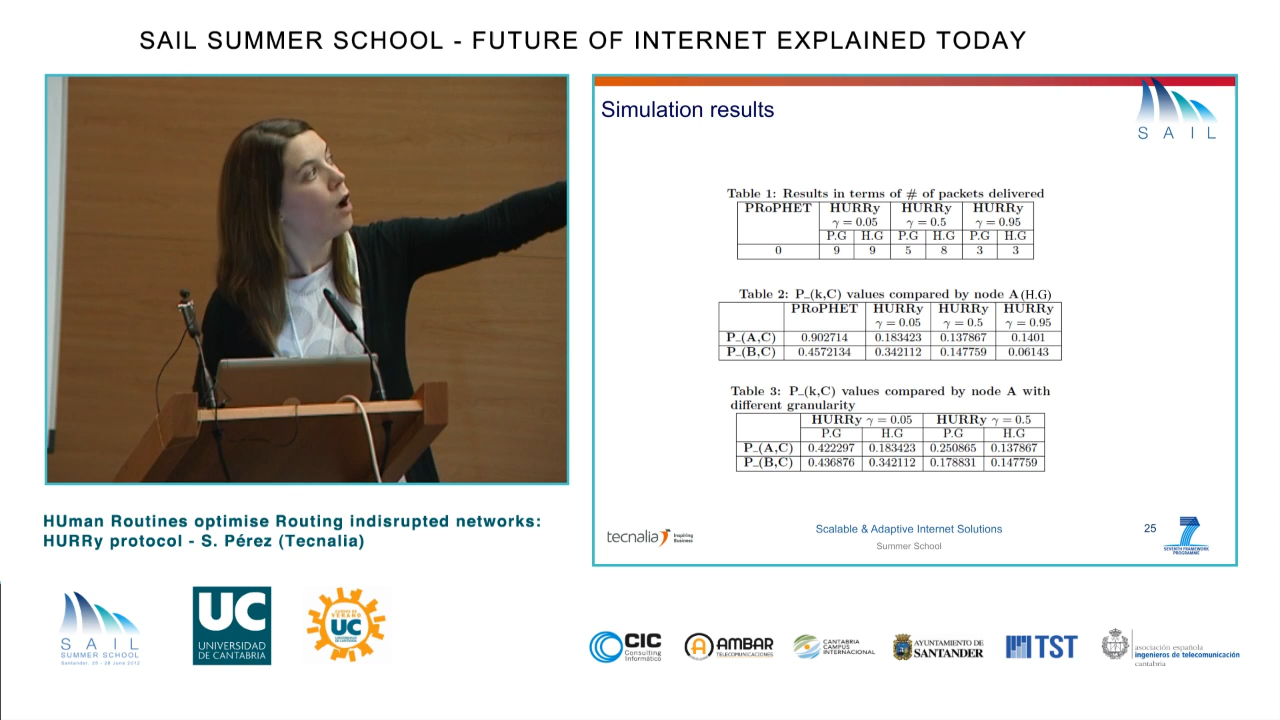 SAIL SUMMER SCHOOL - FUTURE OF INTERNET EXPLAINED TODAY
Simulation results
SAIL
Table 1: Results in terms of # of packets delivered
PRoPHET HURRy HURRy HURRy
γ = 0.05 γ = 0.5 γ = 0.95
P.G H.G P.G H.G P.G H.G
0 9 9 5 8 3 3
Table 2: P_(k,C) values compared by node A(H.G)
PRoPHET HURRy HURRy HURRy
γ = 0.05 γ = 0.5 γ = 0.95
P_(A,C) 0.902714 0.183423 0.137867 0.1401
P_(B,C) 0.4572134 0.342112 0.147759 0.06143
Table 3: P_(k,C) values compared by node A with
different granularity
HURRy γ = 0.05 HURRy γ = 0.5
P.G H.G P.G H.G
P_(A,C) 0.422297 0.183423 0.250865 0.137867
P_(B,C) 0.436876 0.342112 0.178831 0.147759
tecnalia Inspiring Business
Scalable & Adaptive Internet Solutions
Summer School
25
SEVENTH FRAMEWORK
PROGRAMME
HUman Routines optimise Routing indisrupted networks:
HURRy protocol - S. Pérez (Tecnalia)
SAIL
SUMMER SCHOOL
Santander, 25 - 28 June 2012
UC
UNIVERSIDAD
DE CANTABRIA
CURSOS DE
VERANO
UC
CIC
Consulting
Informático
AMBAR
TELECOMUNICACIONES
CANTABRIA
CAMPUS
INTERNACIONAL
AYUNTAMIENTO DE
SANTANDER
TST
asociación española
ingenieros de telecomunicación
cantabria